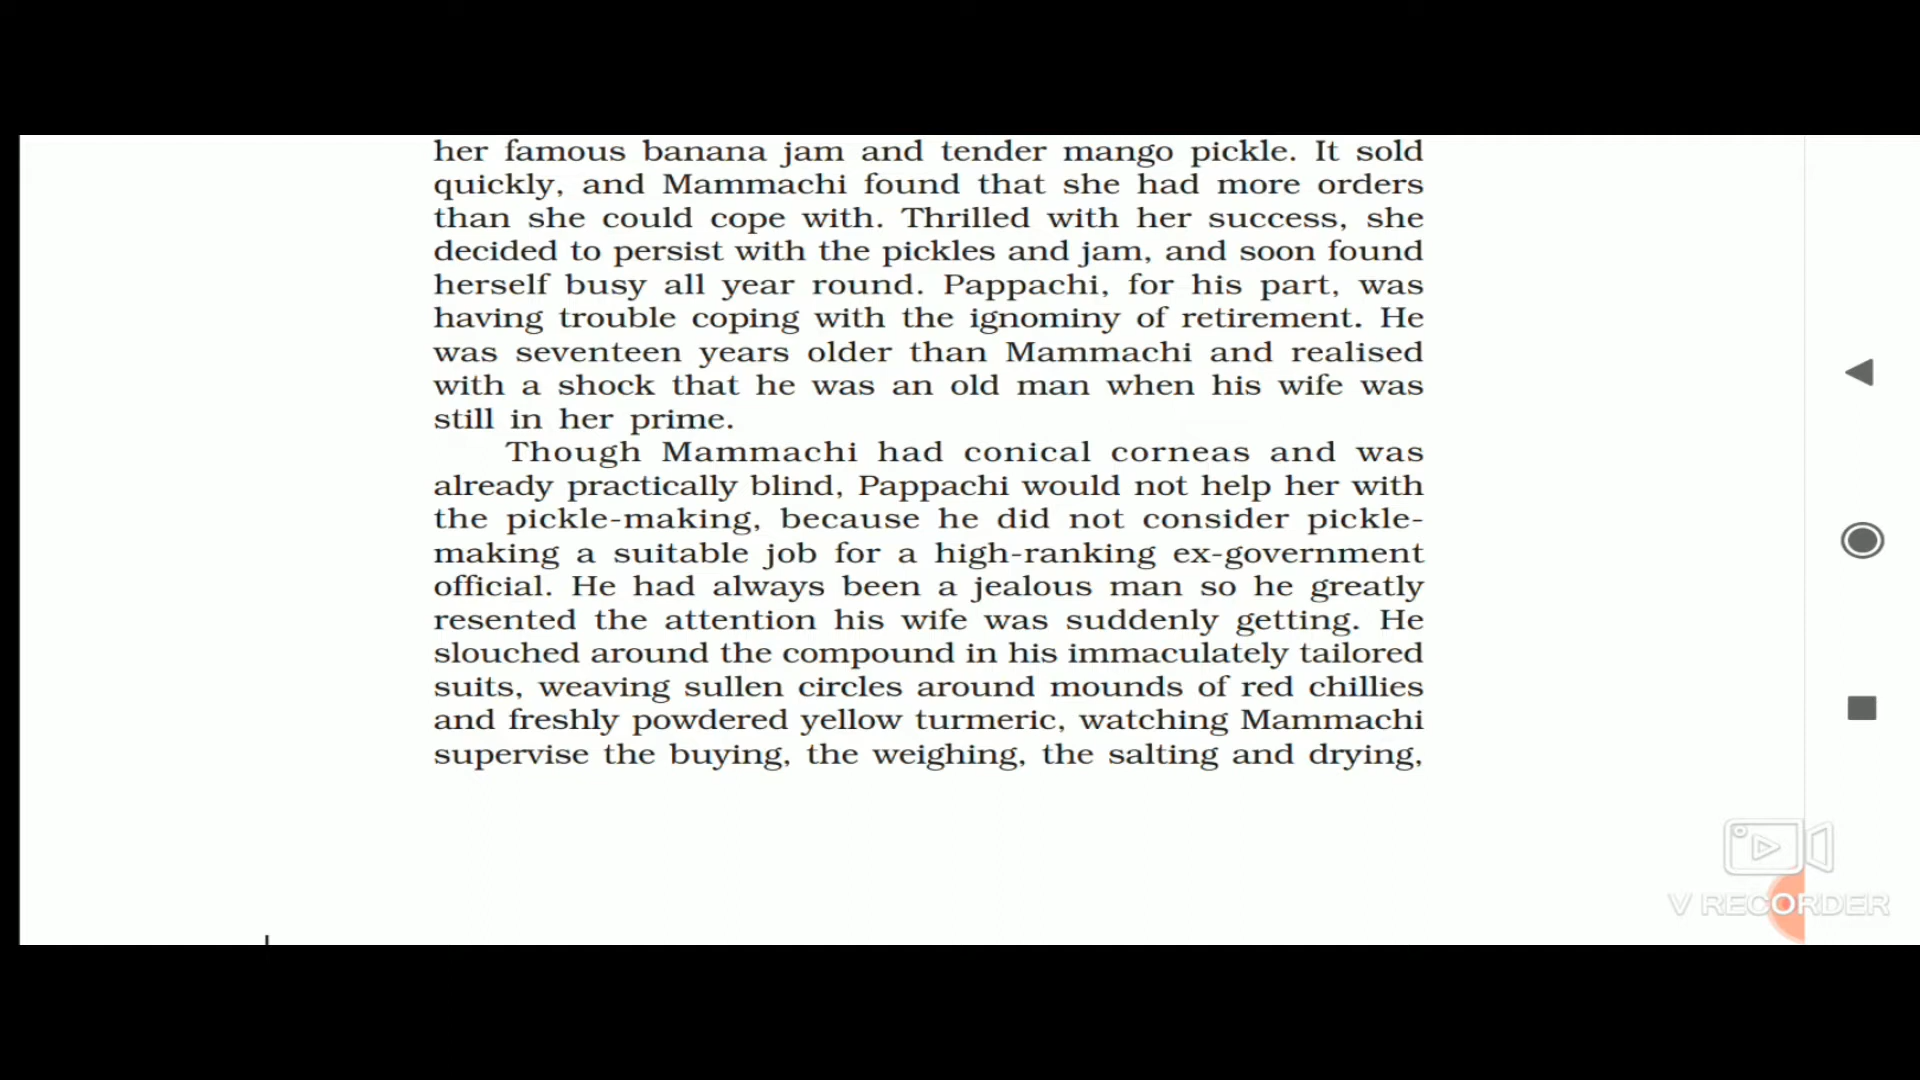 her famous banana jam and tender mango pickle. It sold
quickly, and Mammachi found that she had more orders
than she could cope with. Thrilled with her success, she
decided to persist with the pickles and jam, and soon found
herself busy all year round. Pappachi, for his part, was
having trouble coping with the ignominy of retirement. He
was seventeen years older than Mammachi and realised
with a shock that he was an old man when his wife was
still in her prime.
Though Mammachi had conical corneas and was
already practically blind, Pappachi would not help her with
the pickle-making, because he did not consider pickle-
making a suitable job for a high-ranking ex-government
official. He had always been a jealous man so he greatly
resented the attention his wife was suddenly getting. He
slouched around the compound in his immaculately tailored
suits, weaving sullen circles around mounds of red chillies
and freshly powdered yellow turmeric, watching Mammachi
supervise the buying, the weighing, the salting and drying,
V RECORDER